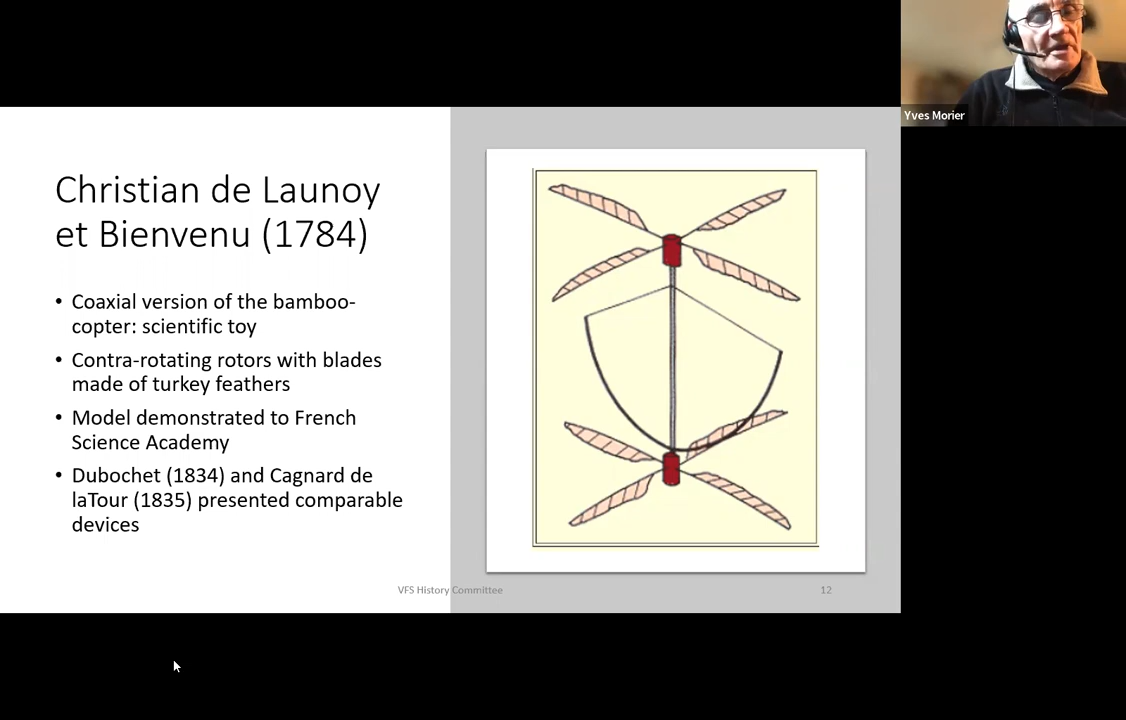 Yves Morier
Christian de Launoy
et Bienvenu (1784)
• Coaxial version of the bamboo-
copter: scientific toy
• Contra-rotating rotors with blades
made of turkey feathers
• Model demonstrated to French
Science Academy
• Dubochet (1834) and Cagnard de
laTour (1835) presented comparable
devices
VFS History Committee
12